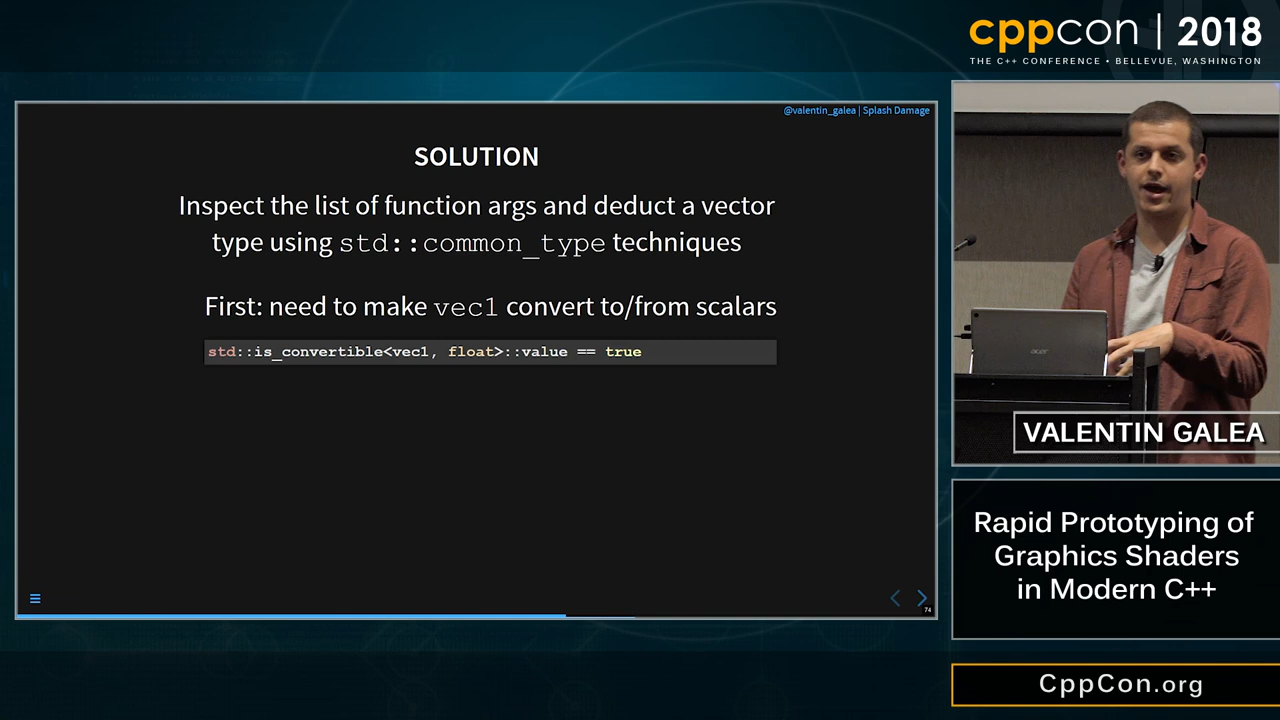 cppcon | 2018
THE C++ CONFERENCE • BELLEVUE, WASHINGTON
@valentin_galea | Splash Damage
SOLUTION
Inspect the list of function args and deduct a vector
type using std::common_type techniques
First: need to make vec1 convert to/from scalars
std::is_convertible<vec1, float>::value == true
74
acer
VALENTIN GALEA
Rapid Prototyping of
Graphics Shaders
in Modern C++
CppCon.org